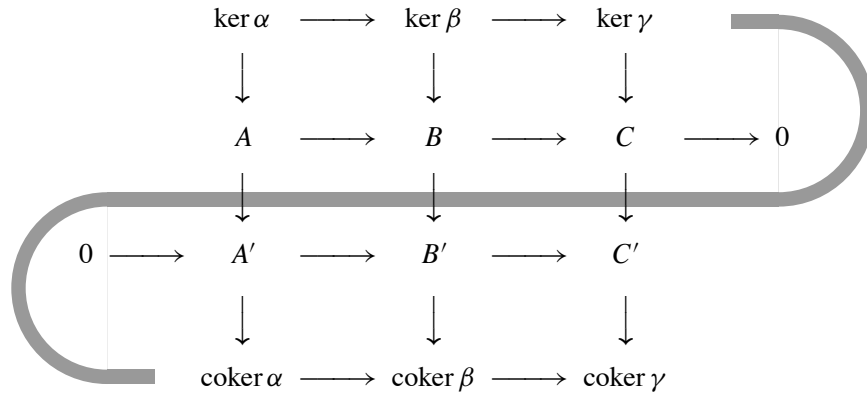 ker α ker β ker γ
A B C 0
0 A′ B′ C′
coker α coker β coker γ